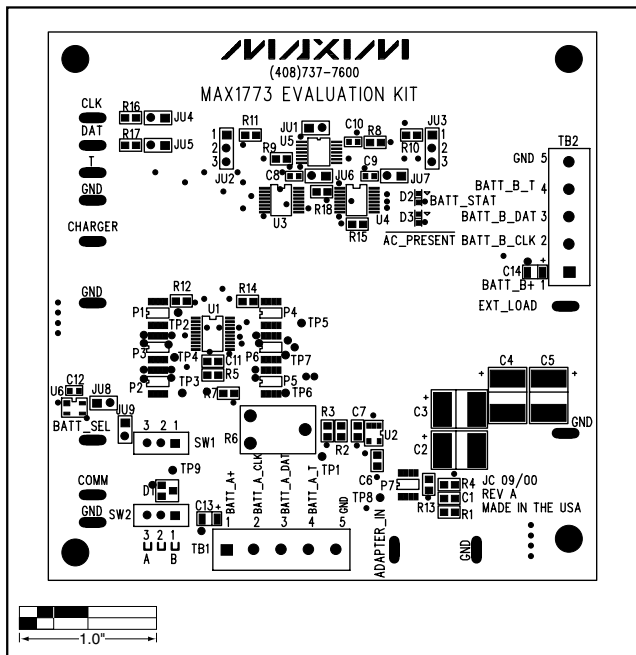 MAXIM
(408)737-7600
MAX1773 EVALUATION KIT
CLK
R16 JU4
DAT
R17 JU5
T
GND
CHARGER
GND
R11
JU1
U5
C10 R8
R10
JU3
1
2
3
1
2
3
JU2
R9
C8
JU6
C9
JU7
U3
R18
U4
R15
D2
BATT_STAT
D3
AC_PRESENT
TB2
GND 5
BATT_B_T 4
BATT_B_DAT 3
BATT_B_CLK 2
C14 +
BATT_B+ 1
EXT_LOAD
R12
U1
R14
P1
TP2
P4
TP5
P3
TP4
P6
TP7
C11
R5
P2
TP3
R7
P5
TP6
C12
U6
JU8
JU9
BATT_SEL
3 2 1
SW1
R6
R3
R2
C7
U2
C6
TP1
TP8
+ C4 C5 +
+
C3
C2
+
GND
COMM
TP9
D1
GND
SW2
C13 +
BATT_A+
BATT_A_CLK
BATT_A_DAT
BATT_A_T
GND
1 2 3 4 5
TB1
3 2 1
A B
ADAPTER_IN
GND
P7
R13
R4
C1
R1
JC 09/00
REV A
MADE IN THE USA
1.0"